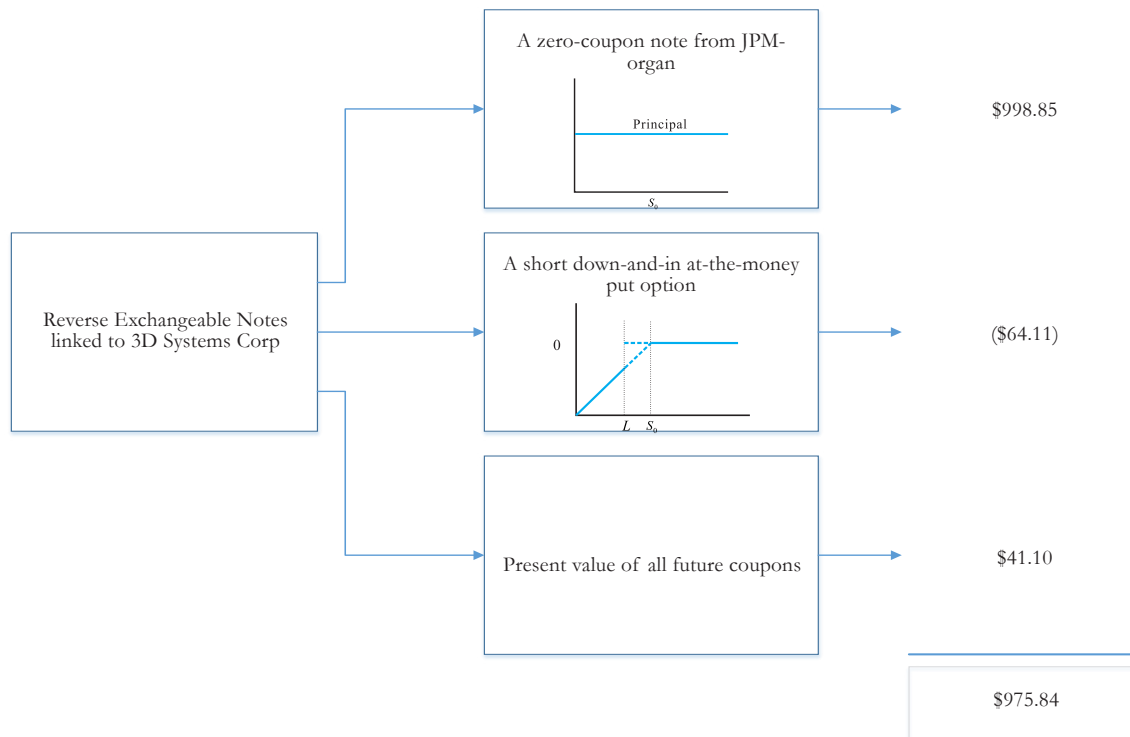 A zero-coupon note from JPM-
organ
Principal
S₀
$998.85
Reverse Exchangeable Notes
linked to 3D Systems Corp
A short down-and-in at-the-money
put option
0
L S₀
($64.11)
Present value of all future coupons
$41.10
$975.84